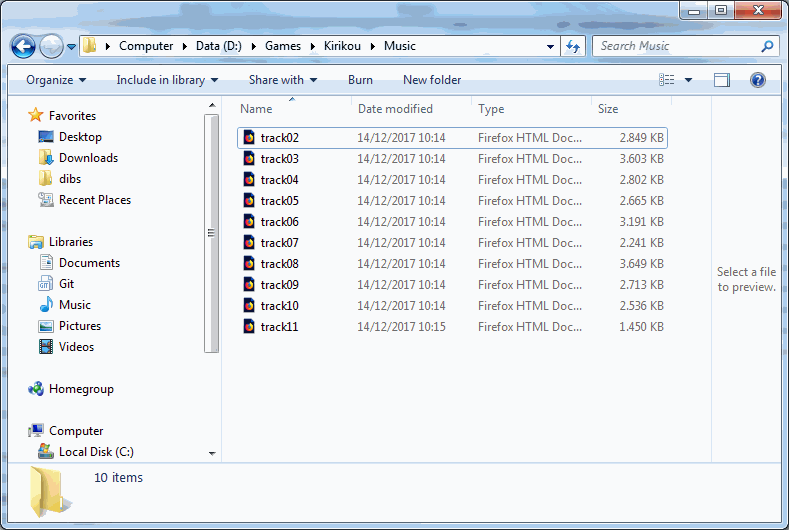 Computer Data (D:) Games Kirikou Music Search Music
Organize Include in library Share with Burn New folder
Favorites
Desktop
Downloads
dibs
Recent Places
Libraries
Documents
Git
Music
Pictures
Videos
Homegroup
Computer
Local Disk (C:)
Name Date modified Type Size
track02 14/12/2017 10:14 Firefox HTML Doc... 2.849 KB
track03 14/12/2017 10:14 Firefox HTML Doc... 3.603 KB
track04 14/12/2017 10:14 Firefox HTML Doc... 2.802 KB
track05 14/12/2017 10:14 Firefox HTML Doc... 2.665 KB
track06 14/12/2017 10:14 Firefox HTML Doc... 3.191 KB
track07 14/12/2017 10:14 Firefox HTML Doc... 2.241 KB
track08 14/12/2017 10:14 Firefox HTML Doc... 3.649 KB
track09 14/12/2017 10:14 Firefox HTML Doc... 2.713 KB
track10 14/12/2017 10:14 Firefox HTML Doc... 2.536 KB
track11 14/12/2017 10:15 Firefox HTML Doc... 1.450 KB
Select a file
to preview.
10 items